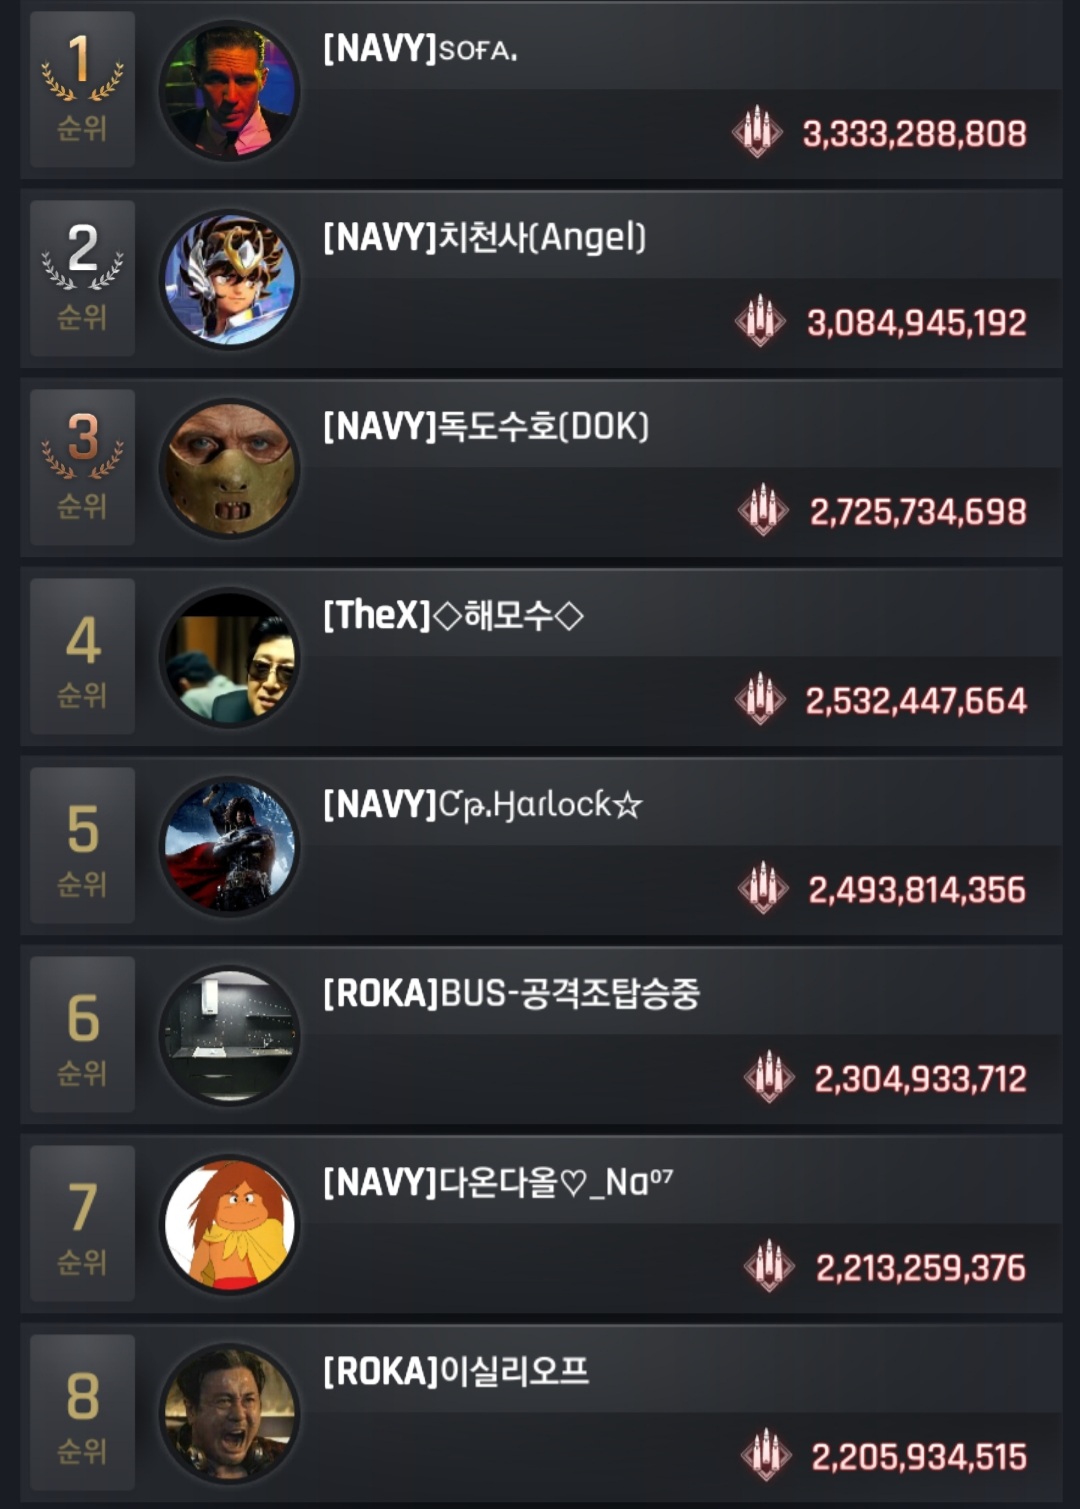 1
순위
[NAVY]ꜱᴏꜰᴀ.
3,333,288,808
2
순위
[NAVY]치천사(Angel)
3,084,945,192
3
순위
[NAVY]독도수호(DOK)
2,725,734,698
4
순위
[TheX]◇해모수◇
2,532,447,664
5
순위
[NAVY]Cp.Harlock☆
2,493,814,356
6
순위
[ROKA]BUS-공격조탑승중
2,304,933,712
7
순위
[NAVY]다온다올♡_Na⁰⁷
2,213,259,376
8
순위
[ROKA]이실리오프
2,205,934,515